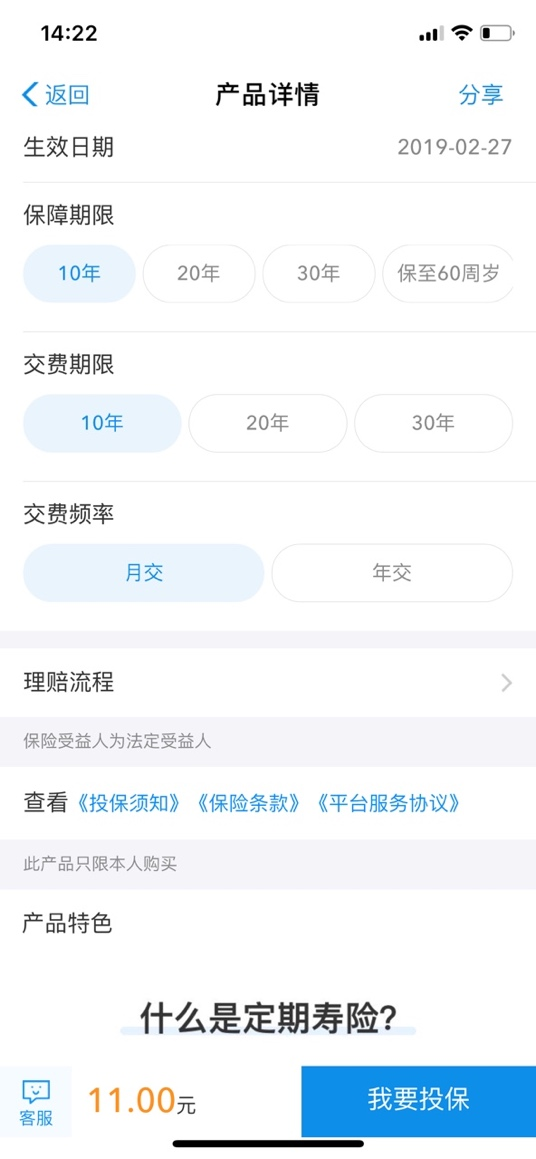 14:22
返回
产品详情
分享
生效日期
2019-02-27
保障期限
10年
20年
30年
保至60周岁
交费期限
10年
20年
30年
交费频率
月交
年交
理赔流程
保险受益人为法定受益人
查看《投保须知》《保险条款》《平台服务协议》
此产品只限本人购买
产品特色
什么是定期寿险?
客服
11.00元
我要投保